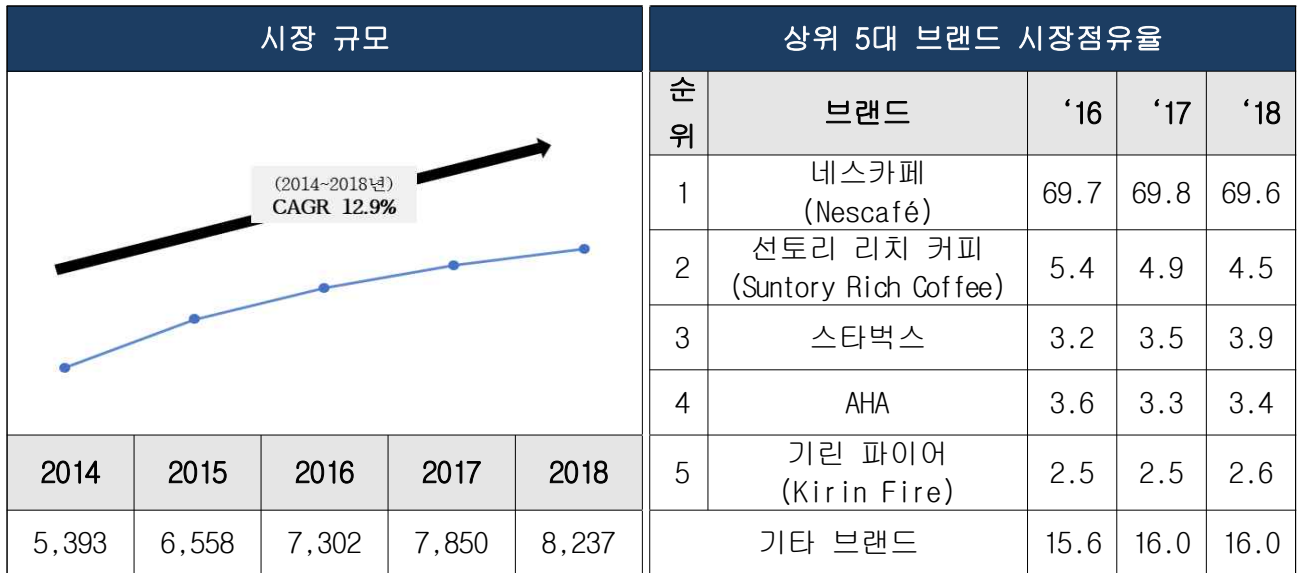 시장 규모
(2014~2018년)
CAGR 12.9%
2014 2015 2016 2017 2018
5,393 6,558 7,302 7,850 8,237
상위 5대 브랜드 시장점유율
순위 브랜드 ‘16 ‘17 ‘18
1 네스카페
(Nescafé) 69.7 69.8 69.6
2 선토리 리치 커피
(Suntory Rich Coffee) 5.4 4.9 4.5
3 스타벅스 3.2 3.5 3.9
4 AHA 3.6 3.3 3.4
5 기린 파이어
(Kirin Fire) 2.5 2.5 2.6
기타 브랜드 15.6 16.0 16.0